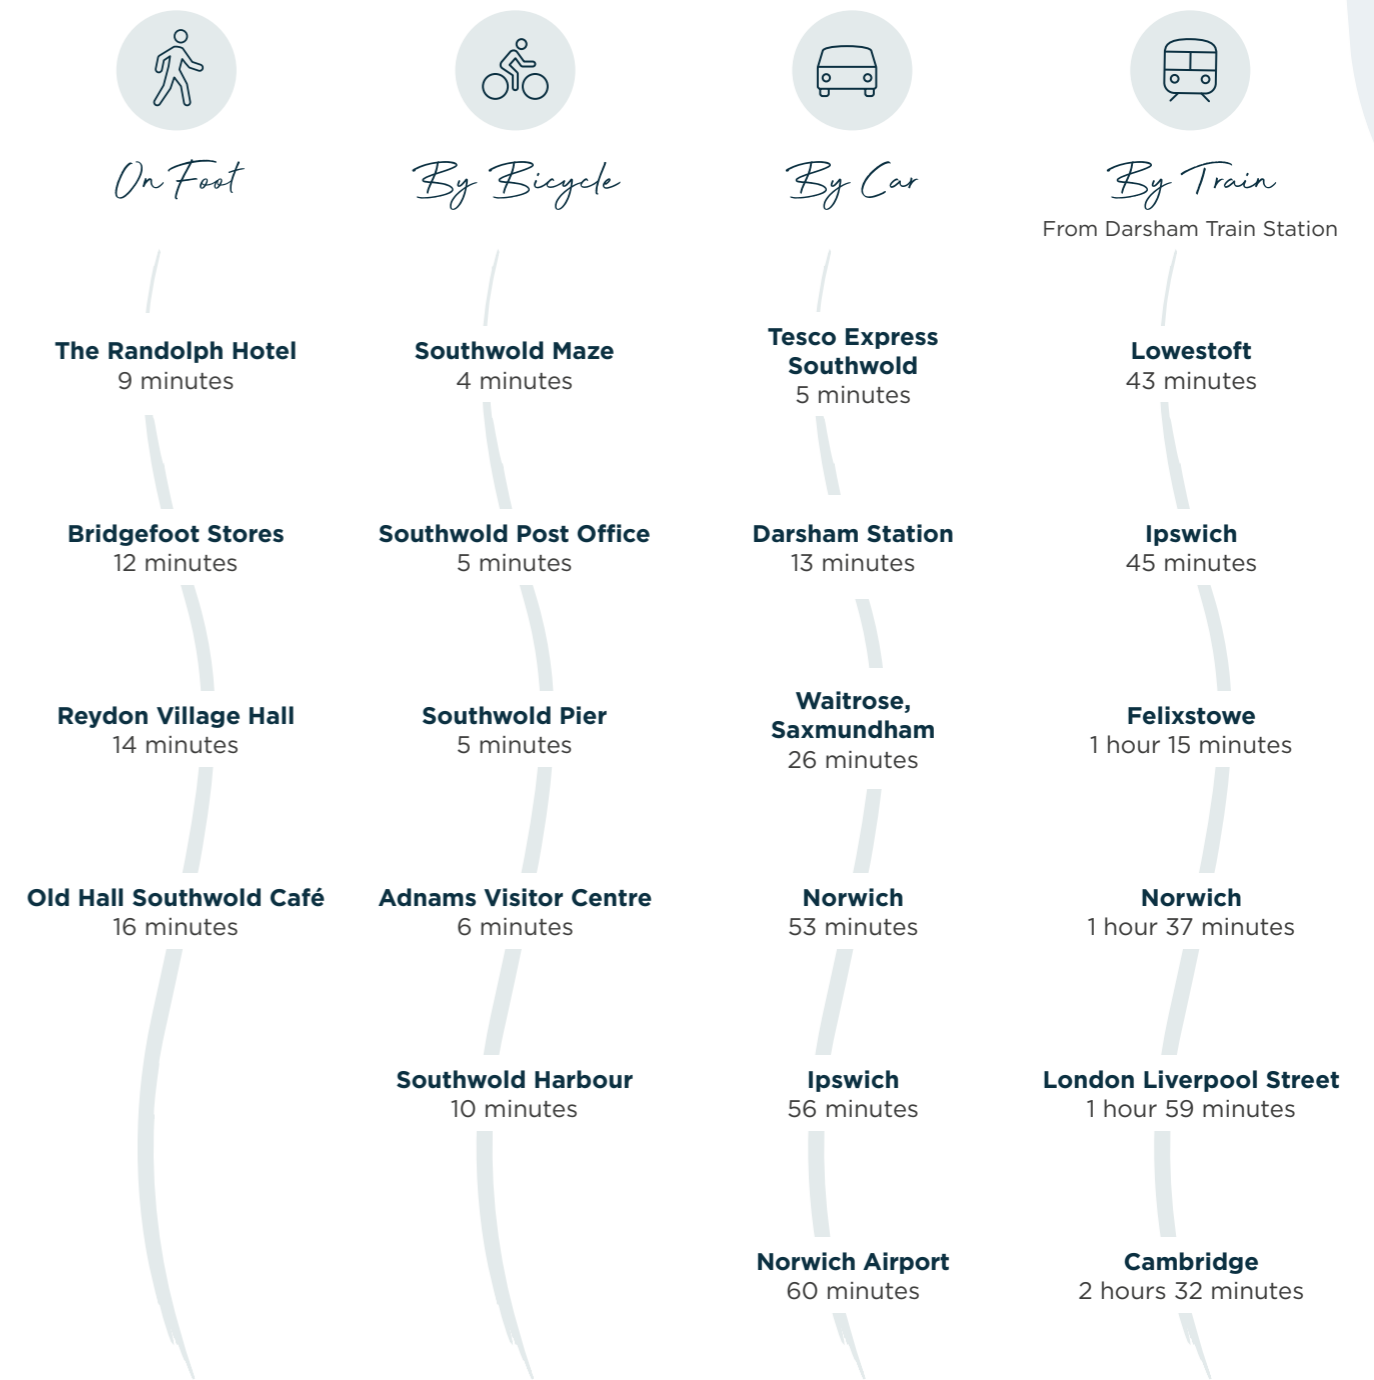 On Foot
The Randolph Hotel
9 minutes
Bridgefoot Stores
12 minutes
Reydon Village Hall
14 minutes
Old Hall Southwold Café
16 minutes
By Bicycle
Southwold Maze
4 minutes
Southwold Post Office
5 minutes
Southwold Pier
5 minutes
Adnams Visitor Centre
6 minutes
Southwold Harbour
10 minutes
By Car
Tesco Express
Southwold
5 minutes
Darsham Station
13 minutes
Waitrose,
Saxmundham
26 minutes
Norwich
53 minutes
Ipswich
56 minutes
Norwich Airport
60 minutes
By Train
From Darsham Train Station
Lowestoft
43 minutes
Ipswich
45 minutes
Felixstowe
1 hour 15 minutes
Norwich
1 hour 37 minutes
London Liverpool Street
1 hour 59 minutes
Cambridge
2 hours 32 minutes